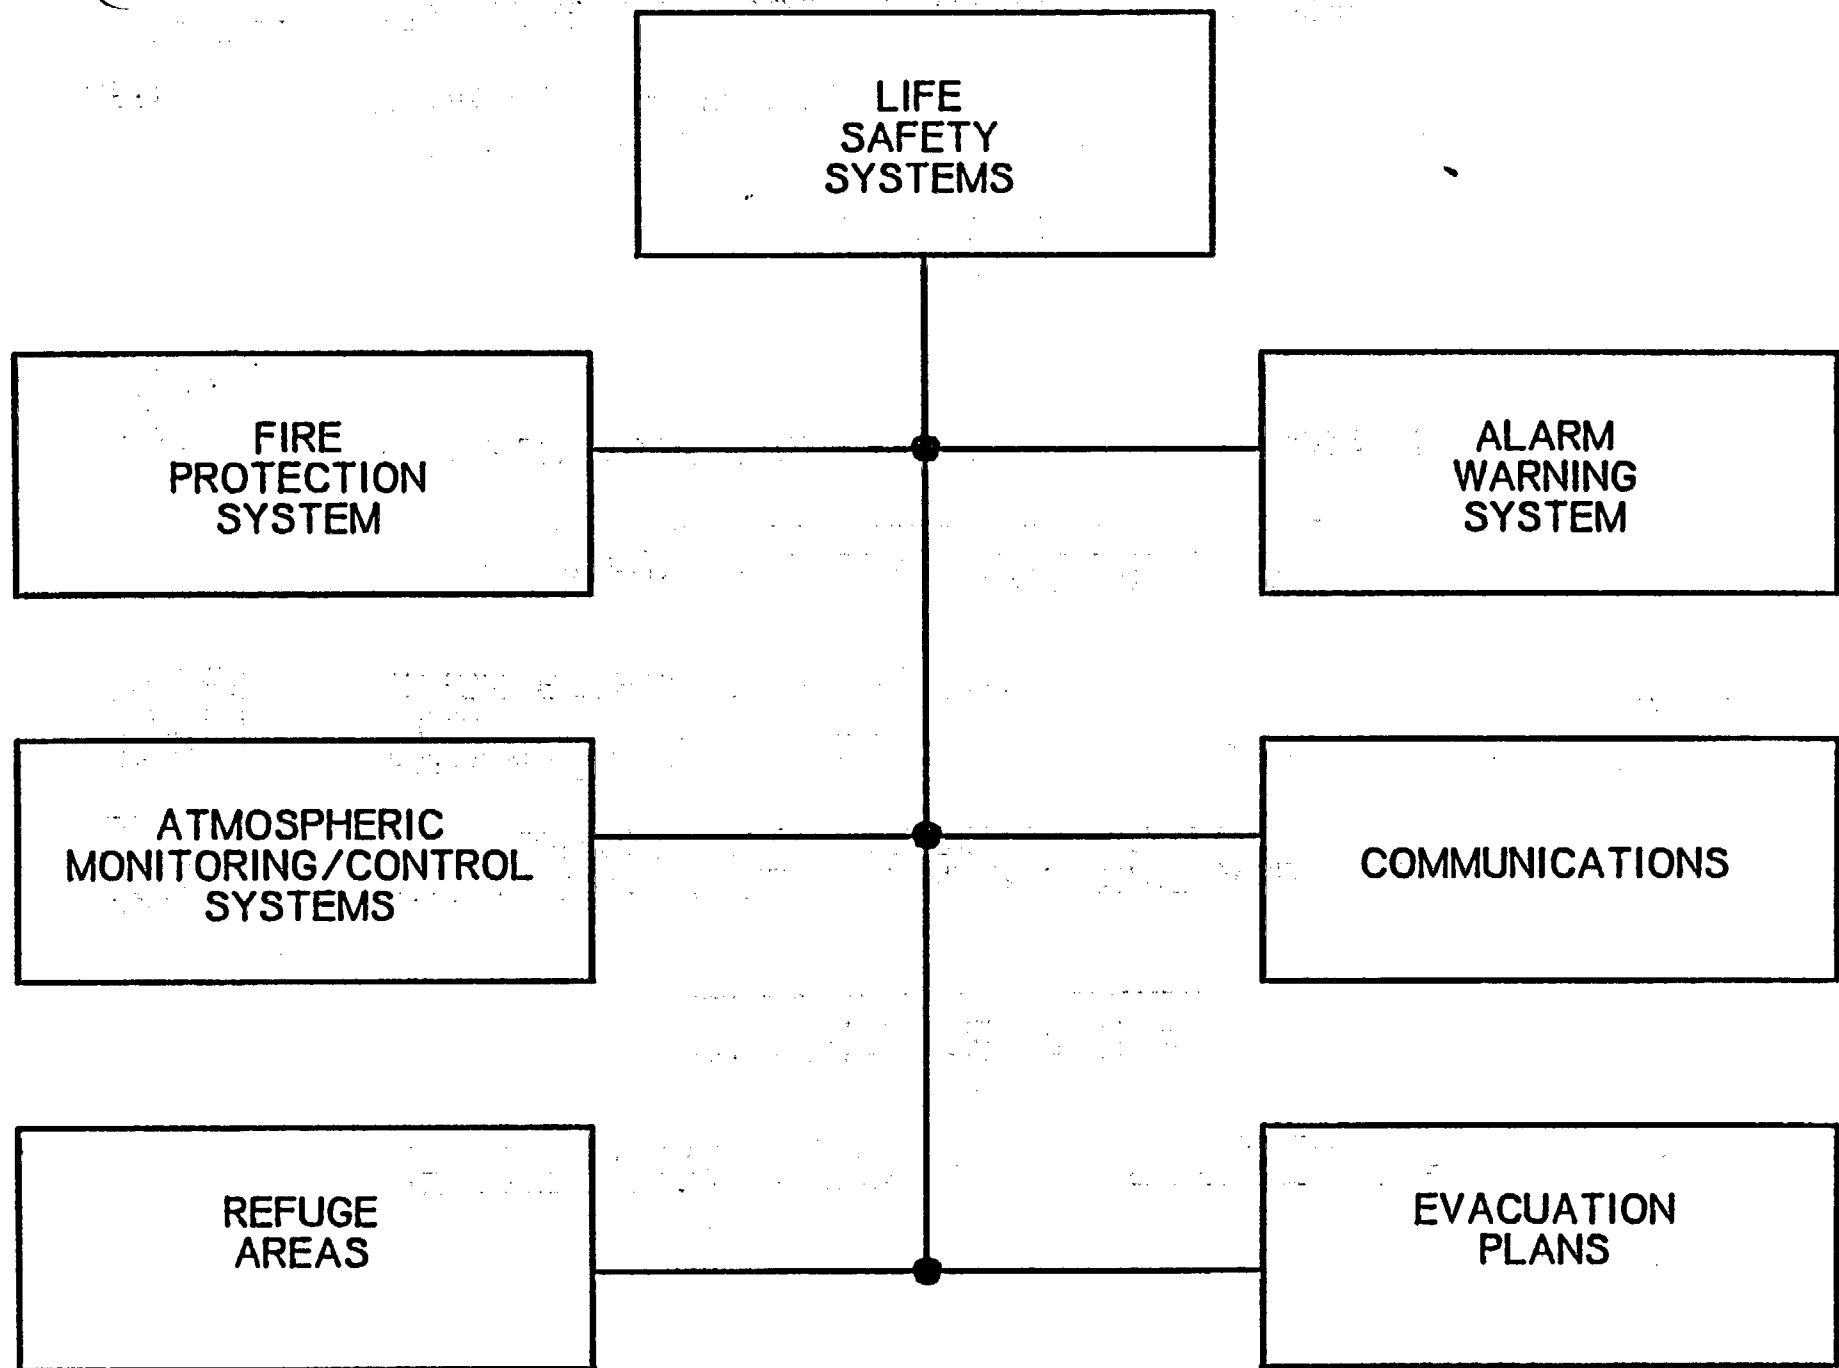 LIFE
SAFETY
SYSTEMS
FIRE
PROTECTION
SYSTEM
ALARM
WARNING
SYSTEM
ATMOSPHERIC
MONITORING/CONTROL
SYSTEMS
COMMUNICATIONS
REFUGE
AREAS
EVACUATION
PLANS